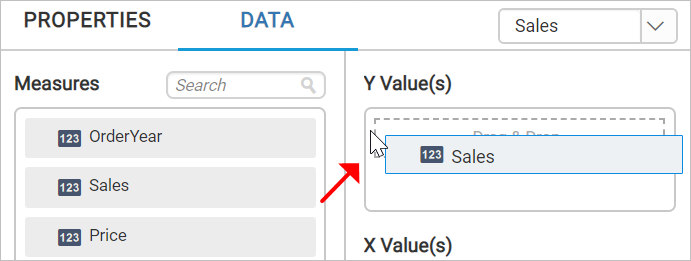 PROPERTIES DATA Sales
Measures Search Y Value(s)
123 OrderYear
Drag & Drop
123 Sales
123 Sales
123 Price
X Value(s)